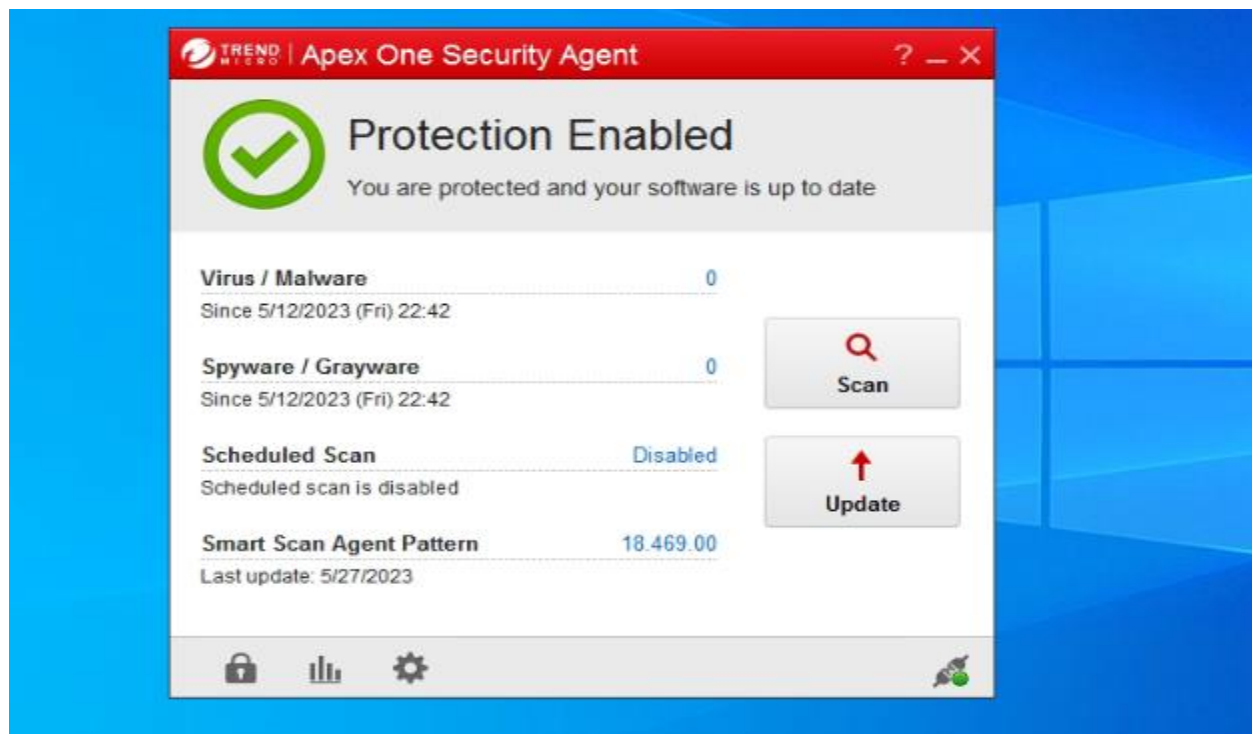 TREND MICRO | Apex One Security Agent ? 
Protection Enabled
You are protected and your software is up to date
Virus / Malware 0
Since 5/12/2023 (Fri) 22:42
Spyware / Grayware 0
Since 5/12/2023 (Fri) 22:42
Scheduled Scan Disabled
Scheduled scan is disabled
Smart Scan Agent Pattern 18.469.00
Last update: 5/27/2023
Scan
Update